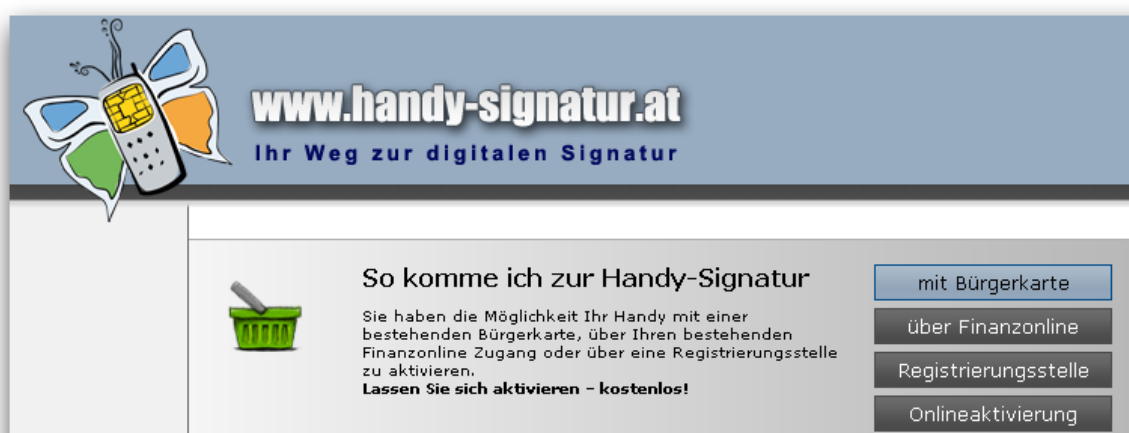 www.handy-signatur.at
Ihr Weg zur digitalen Signatur
So komme ich zur Handy-Signatur
Sie haben die Möglichkeit Ihr Handy mit einer
bestehenden Bürgerkarte, über Ihren bestehenden
Finanzonline Zugang oder über eine Registrierungsstelle
zu aktivieren.
Lassen Sie sich aktivieren – kostenlos!
mit Bürgerkarte
über Finanzonline
Registrierungsstelle
Onlineaktivierung